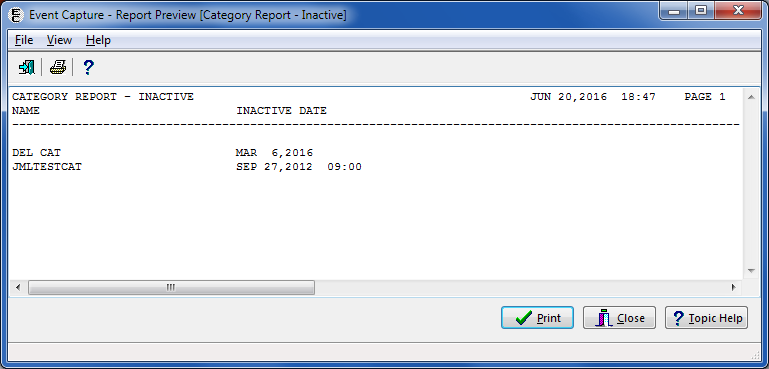 Event Capture - Report Preview [Category Report - Inactive]
File View Help
CATEGORY REPORT - INACTIVE JUN 20,2016 18:47 PAGE 1
NAME INACTIVE DATE
--------------------------------------------------------------------------------------------------------
DEL CAT MAR 6,2016
JMLTESTCAT SEP 27,2012 09:00
Print Close Topic Help